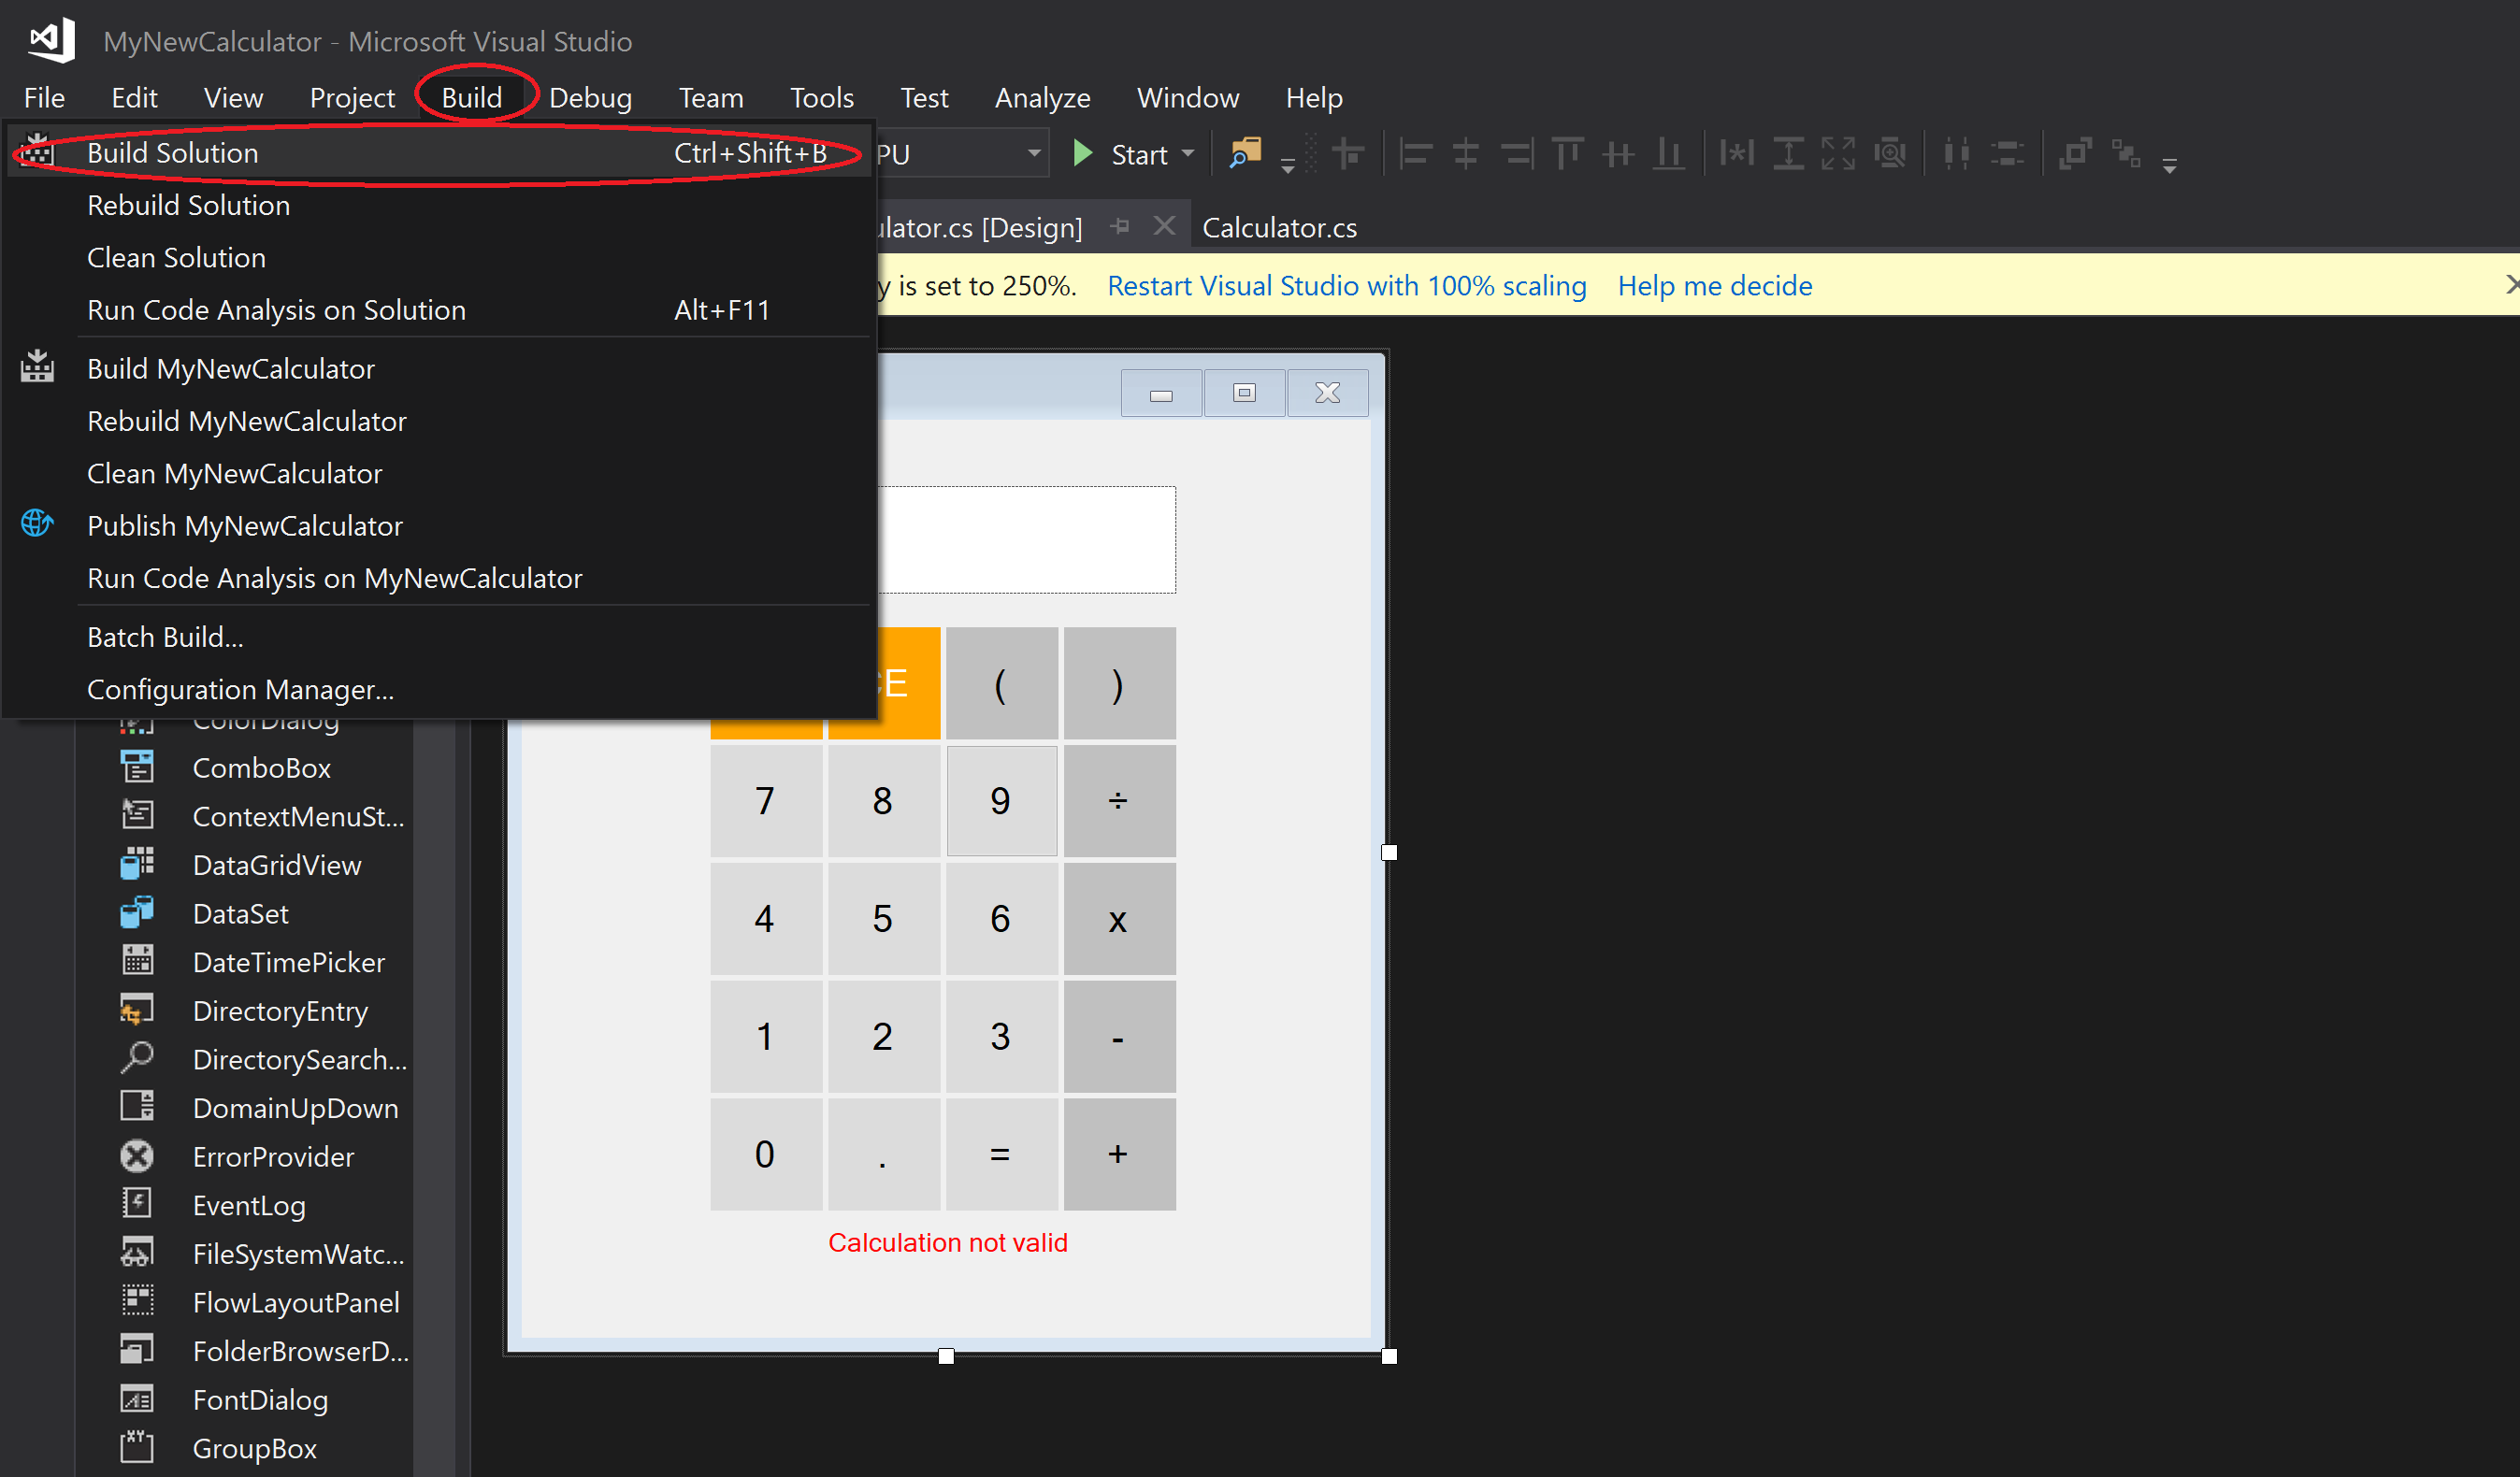 MyNewCalculator - Microsoft Visual Studio
File Edit View Project Build Debug Team Tools Test Analyze Window Help
Build Solution Ctrl+Shift+B
PU Start
Rebuild Solution
ulator.cs [Design] Calculator.cs
Clean Solution
y is set to 250%. Restart Visual Studio with 100% scaling Help me decide
Run Code Analysis on Solution Alt+F11
Build MyNewCalculator
Rebuild MyNewCalculator
Clean MyNewCalculator
Publish MyNewCalculator
Run Code Analysis on MyNewCalculator
Batch Build...
Configuration Manager...
CE ( )
7 8 9 ÷
4 5 6 x
1 2 3 -
0 . = +
Calculation not valid
ColorDialog
ComboBox
ContextMenuSt...
DataGridView
DataSet
DateTimePicker
DirectoryEntry
DirectorySearch...
DomainUpDown
ErrorProvider
EventLog
FileSystemWatc...
FlowLayoutPanel
FolderBrowserD...
FontDialog
GroupBox